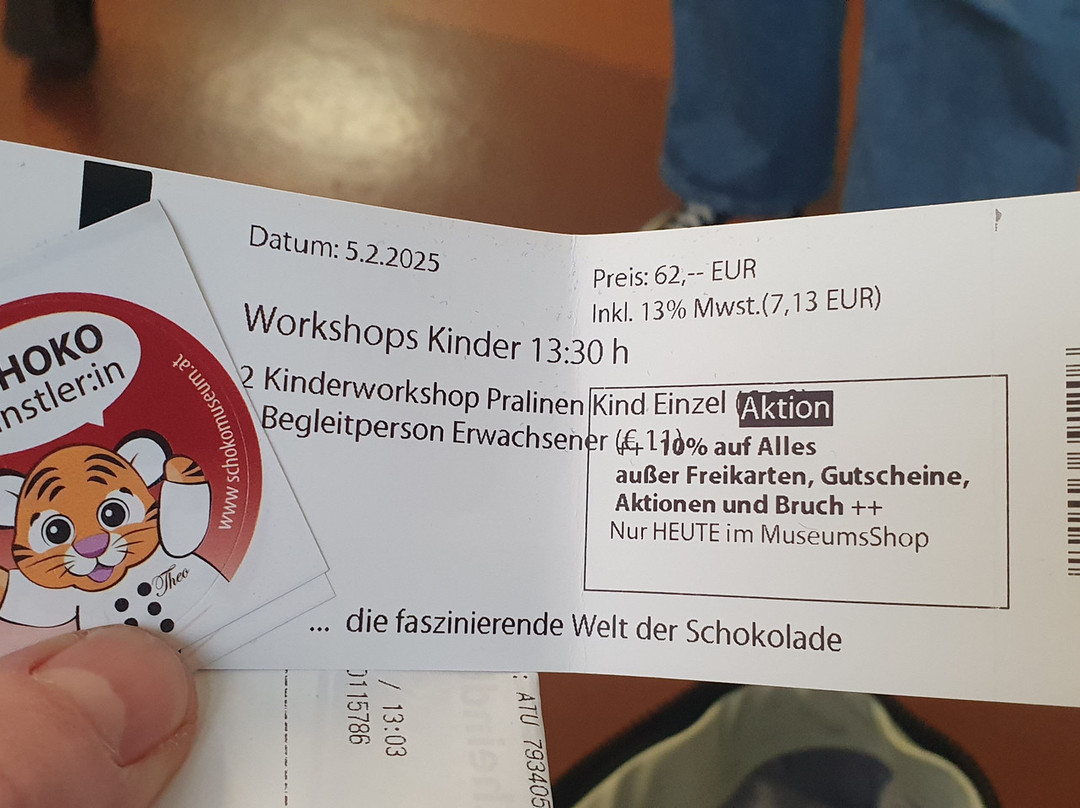 Datum: 5.2.2025
Preis: 62,-- EUR
Inkl. 13% Mwst.(7,13 EUR)
Workshops Kinder 13:30 h
2 Kinderworkshop Pralinen Kind Einzel
Begleitperson Erwachsener (€ 11)
Aktion
++ 10% auf Alles
außer Freikarten, Gutscheine,
Aktionen und Bruch ++
Nur HEUTE im MuseumsShop
... die faszinierende Welt der Schokolade
HOKO
nstler:in
www.schokomuseum.at
Theo
/ 13:03
0115786
: ATU 793405